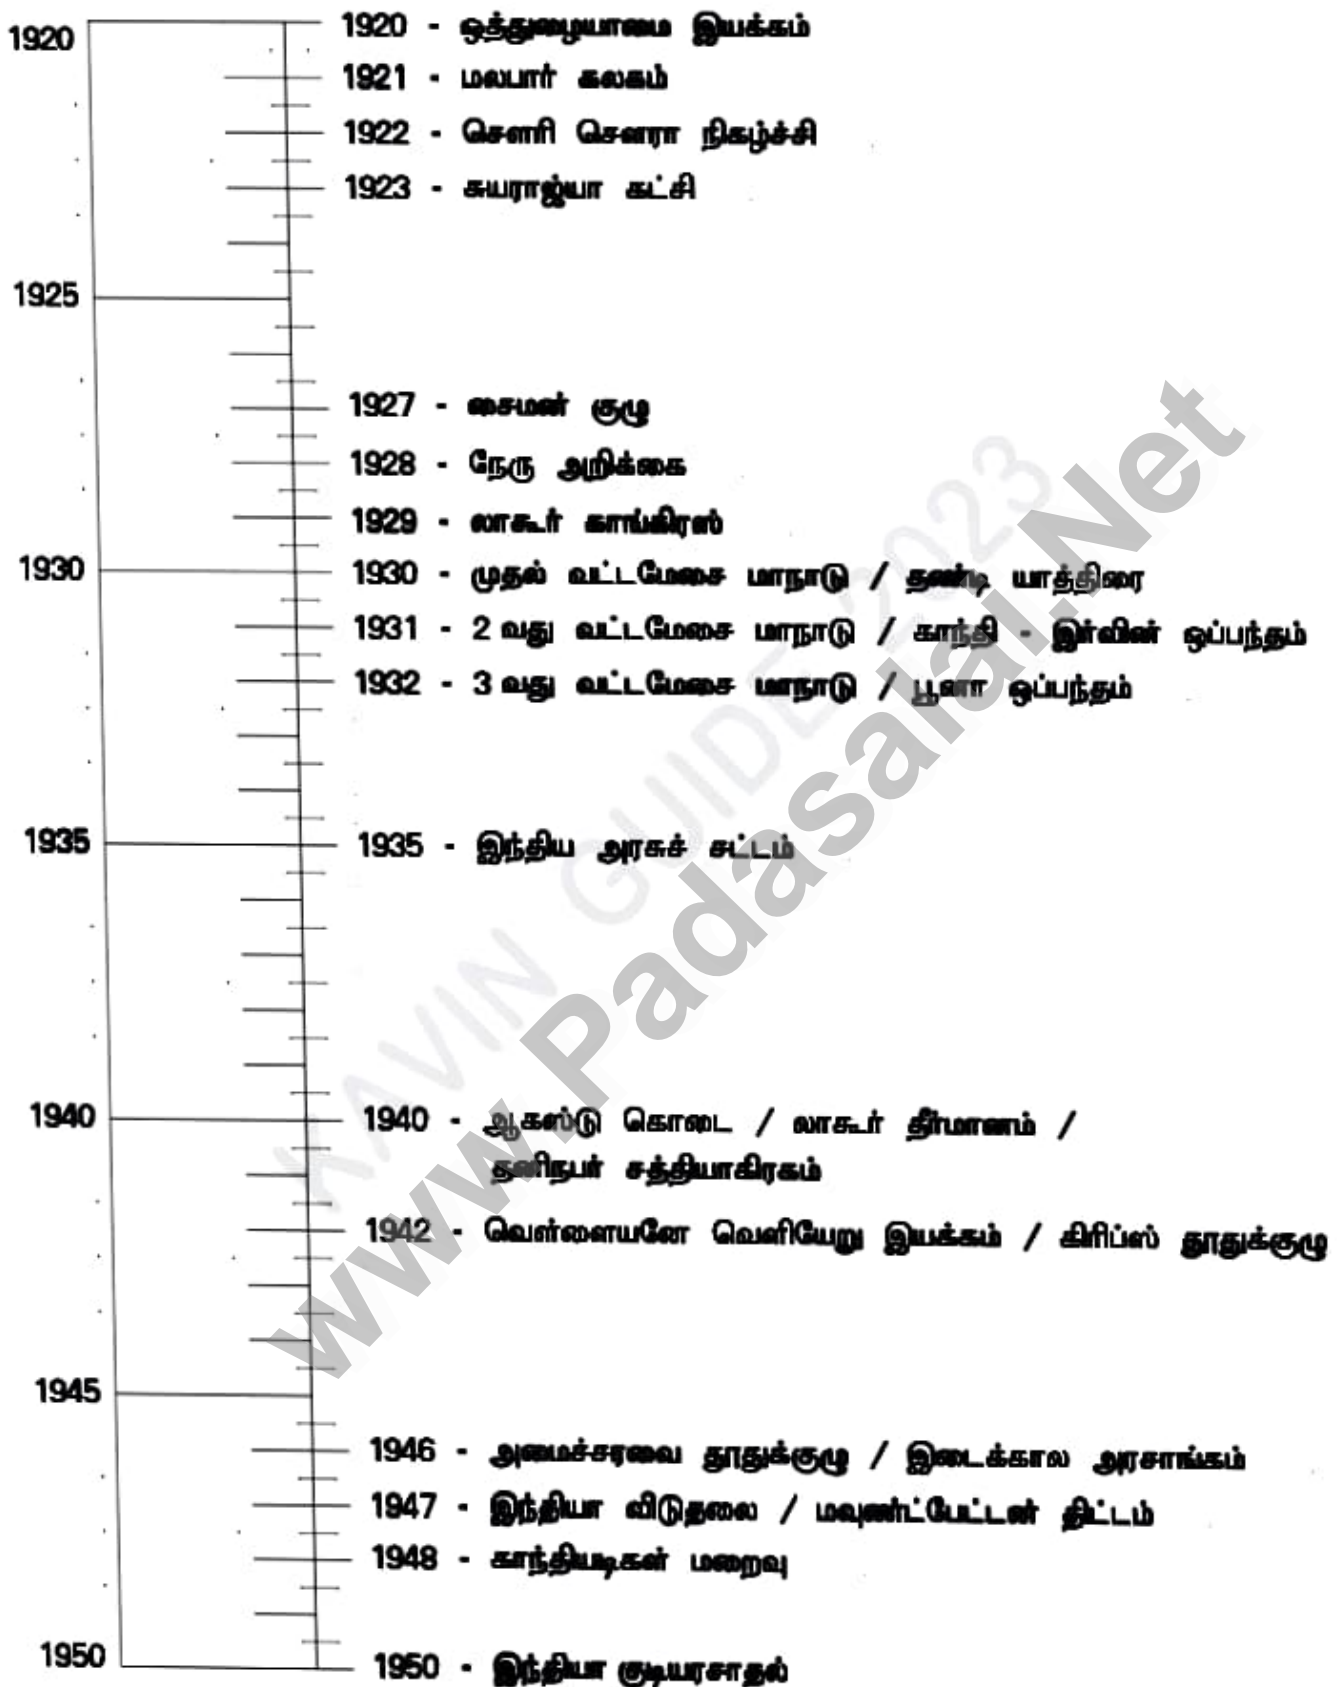 1920
1920 - ஒத்துழையாமை இயக்கம்
1921 - மலபார் கலகம்
1922 - சௌரி சௌரா நிகழ்ச்சி
1923 - சுயராஜ்யா கட்சி
1925
1927 - சைமன் குழு
1928 - நேரு அறிக்கை
1929 - லாகூர் காங்கிரஸ்
1930
1930 - முதல் வட்டமேசை மாநாடு / தண்டி யாத்திரை
1931 - 2 வது வட்டமேசை மாநாடு / காந்தி - இர்வின் ஒப்பந்தம்
1932 - 3 வது வட்டமேசை மாநாடு / பூனா ஒப்பந்தம்
1935
1935 - இந்திய அரசுச் சட்டம்
1940
1940 - ஆகஸ்டு கொடை / லாகூர் தீர்மானம் /
தனிநபர் சத்தியாகிரகம்
1942 - வெள்ளையனே வெளியேறு இயக்கம் / கிரிப்ஸ் தூதுக்குழு
1945
1946 - அமைச்சரவை தூதுக்குழு / இடைக்கால அரசாங்கம்
1947 - இந்தியா விடுதலை / மவுண்ட்பேட்டன் திட்டம்
1948 - காந்தியடிகள் மறைவு
1950
1950 - இந்தியா குடியரசாதல்
KAVIN GUIDE 2023
www.Padasalai.Net